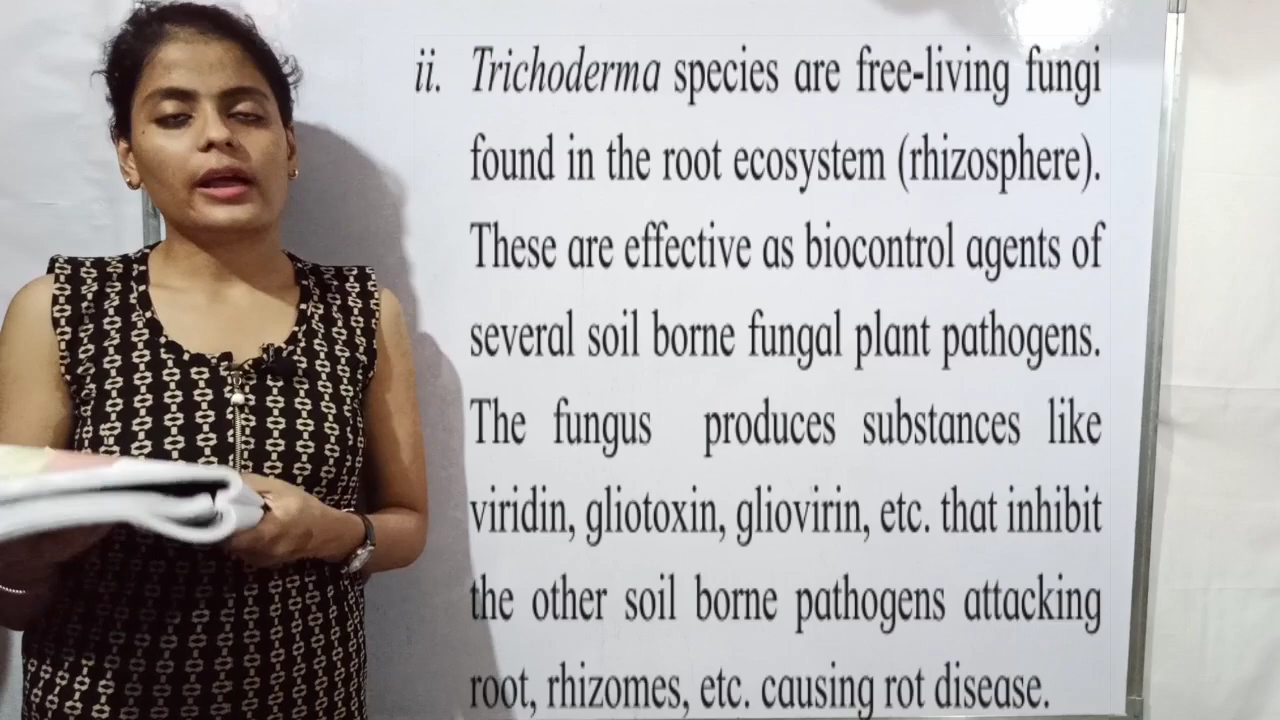 ii. Trichoderma species are free-living fungi
found in the root ecosystem (rhizosphere).
These are effective as biocontrol agents of
several soil borne fungal plant pathogens.
The fungus produces substances like
viridin, gliotoxin, gliovirin, etc. that inhibit
the other soil borne pathogens attacking
root, rhizomes, etc. causing rot disease.